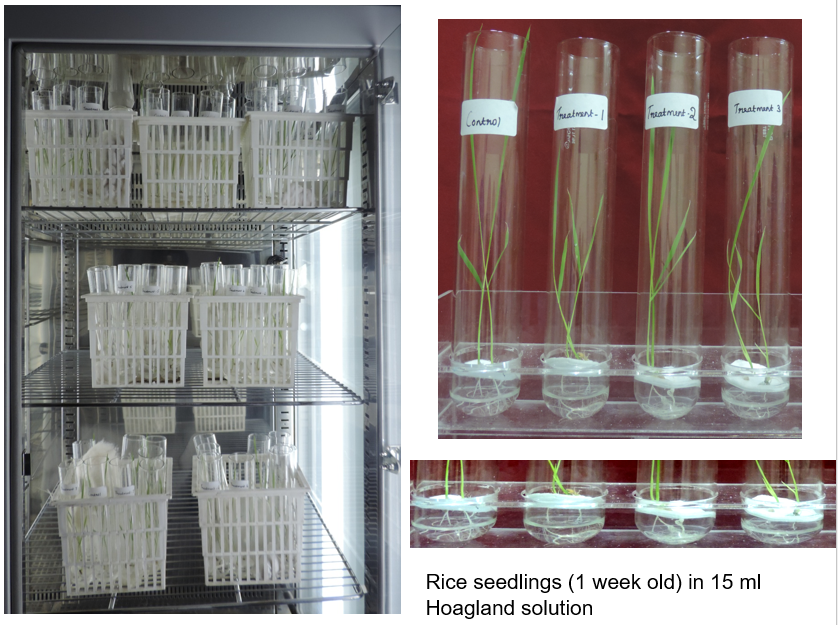 Control
Treatment-1
Treatment-2
Treatment 3
Rice seedlings (1 week old) in 15 ml
Hoagland solution